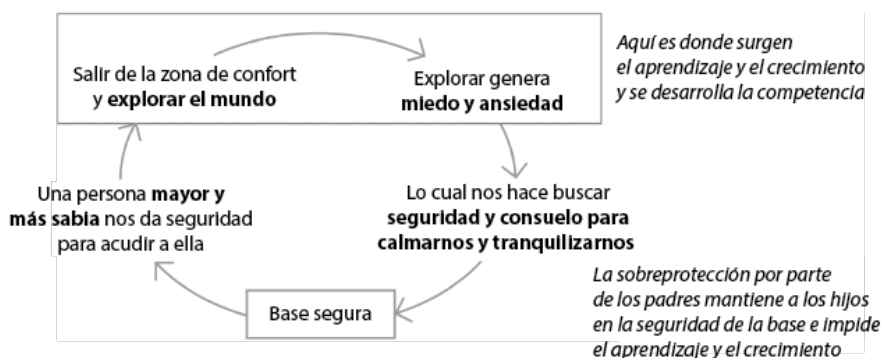 Salir de la zona de confort
y explorar el mundo
Explorar genera
miedo y ansiedad
Aquí es donde surgen
el aprendizaje y el crecimiento
y se desarrolla la competencia
Una persona mayor y
más sabia nos da seguridad
para acudir a ella
Lo cual nos hace buscar
seguridad y consuelo para
calmarnos y tranquilizarnos
Base segura
La sobreprotección por parte
de los padres mantiene a los hijos
en la seguridad de la base e impide
el aprendizaje y el crecimiento